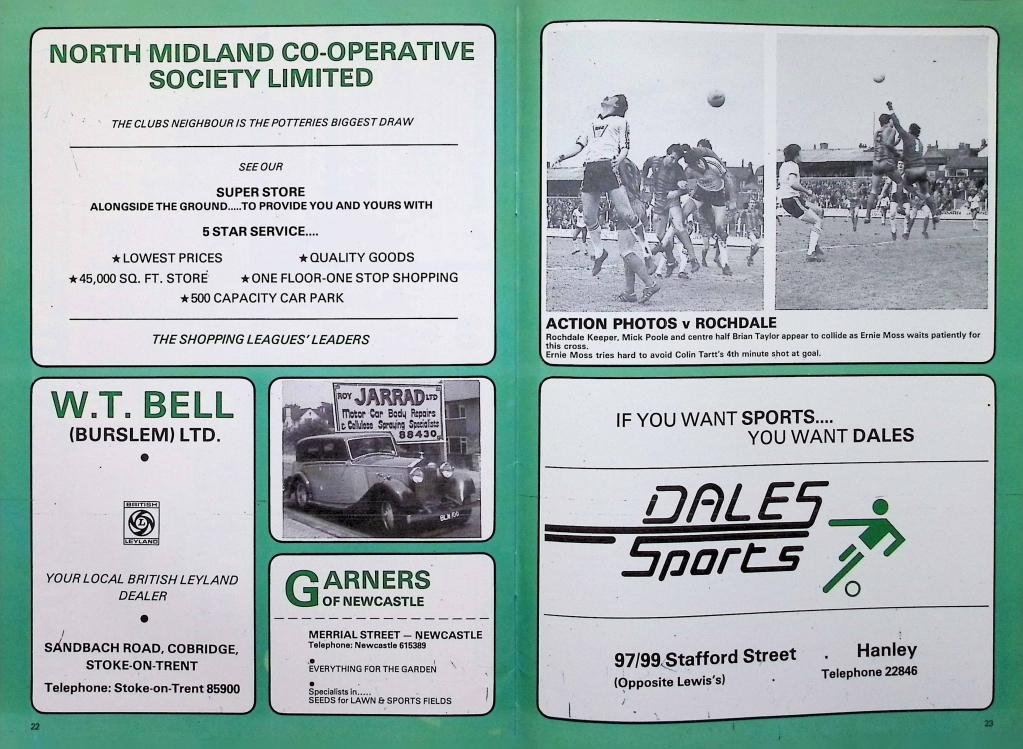 NORTH MIDLAND CO-OPERATIVE
SOCIETY LIMITED
THE CLUBS NEIGHBOUR IS THE POTTERIES BIGGEST DRAW
SEE OUR
SUPER STORE
ALONGSIDE THE GROUND.....TO PROVIDE YOU AND YOURS WITH
5 STAR SERVICE....
★LOWEST PRICES ★QUALITY GOODS
★45,000 SQ. FT. STORE ★ONE FLOOR-ONE STOP SHOPPING
★500 CAPACITY CAR PARK
THE SHOPPING LEAGUES' LEADERS
W.T. BELL
(BURSLEM) LTD.
BRITISH
L
LEYLAND
YOUR LOCAL BRITISH LEYLAND
DEALER
SANDBACH ROAD, COBRIDGE,
STOKE-ON-TRENT
Telephone: Stoke-on-Trent 85900
ROY JARRAD LTD
Motor Car Body Repairs
& Cellulose Spraying Specialists
88430
GARNERS
OF NEWCASTLE
MERRIAL STREET — NEWCASTLE
Telephone: Newcastle 615389
EVERYTHING FOR THE GARDEN
Specialists in.....
SEEDS for LAWN & SPORTS FIELDS
22
ACTION PHOTOS v ROCHDALE
Rochdale Keeper, Mick Poole and centre half Brian Taylor appear to collide as Ernie Moss waits patiently for
this cross.
Ernie Moss tries hard to avoid Colin Tartt's 4th minute shot at goal.
IF YOU WANT SPORTS....
YOU WANT DALES
DALES
Sports
97/99 Stafford Street . Hanley
(Opposite Lewis's) Telephone 22846
23